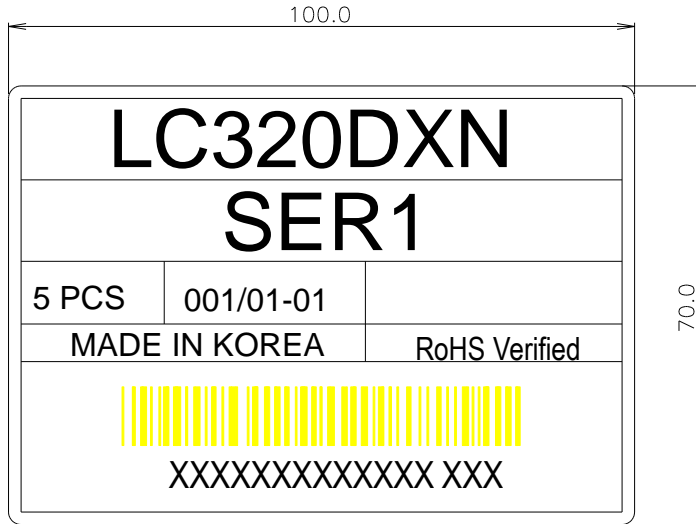 100.0
LC320DXN
SER1
5 PCS 001/01-01
70.0
MADE IN KOREA RoHS Verified
XXXXXXXXXXXXX XXX